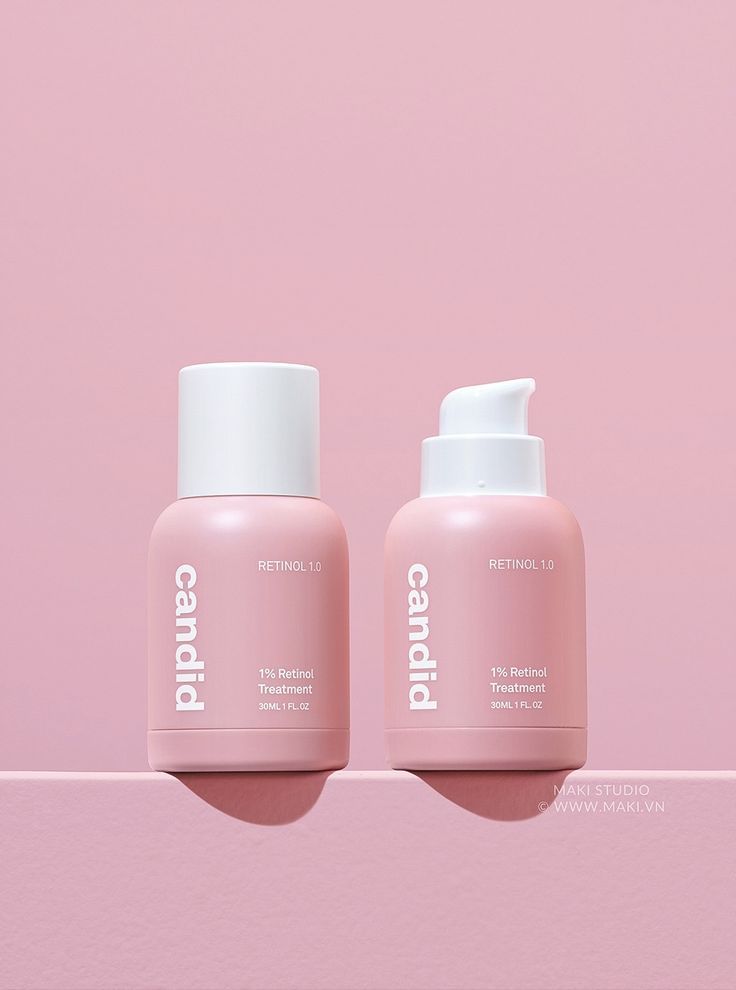 RETINOL 1.0
candid
1% Retinol
Treatment
30ML 1 FL. OZ
RETINOL 1.0
candid
1% Retinol
Treatment
30ML 1 FL. OZ
MAKI STUDIO
© WWW.MAKI.VN